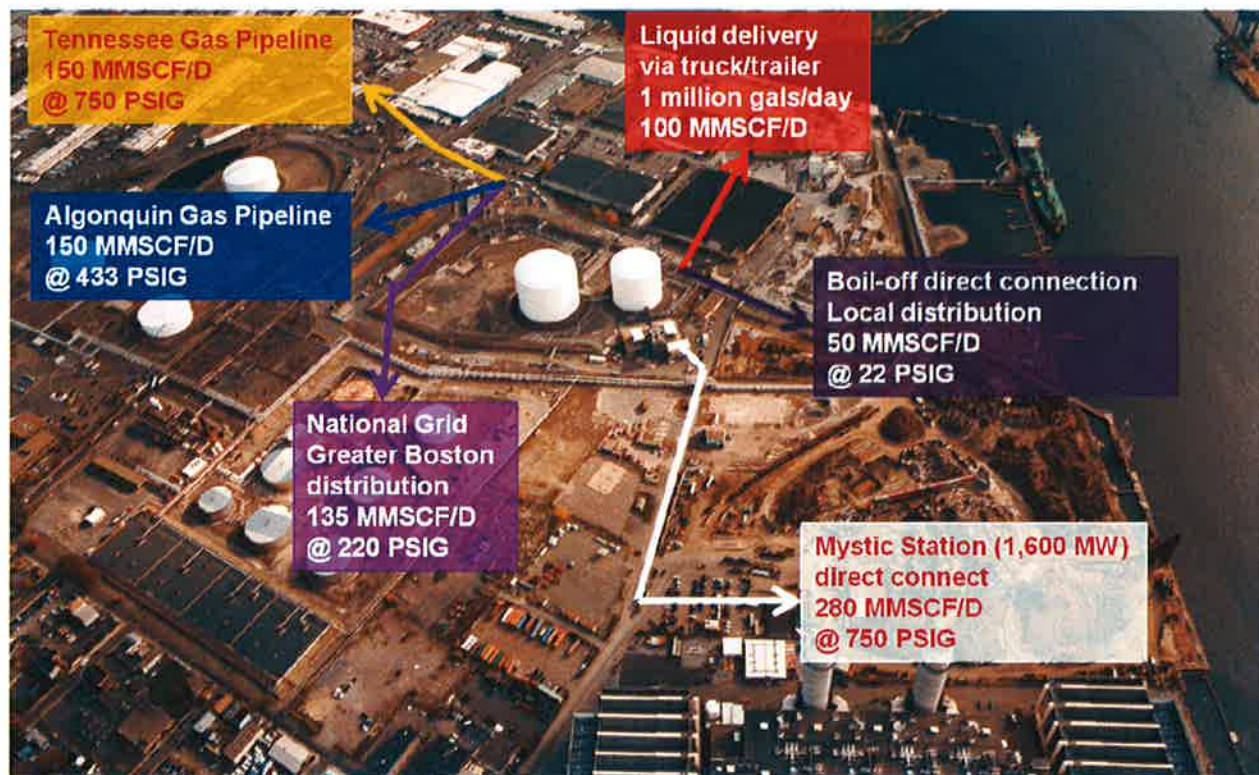 Tennessee Gas Pipeline
150 MMSCF/D
@ 750 PSIG
Liquid delivery
via truck/trailer
1 million gals/day
100 MMSCF/D
Algonquin Gas Pipeline
150 MMSCF/D
@ 433 PSIG
Boil-off direct connection
Local distribution
50 MMSCF/D
@ 22 PSIG
National Grid
Greater Boston
distribution
135 MMSCF/D
@ 220 PSIG
Mystic Station (1,600 MW)
direct connect
280 MMSCF/D
@ 750 PSIG